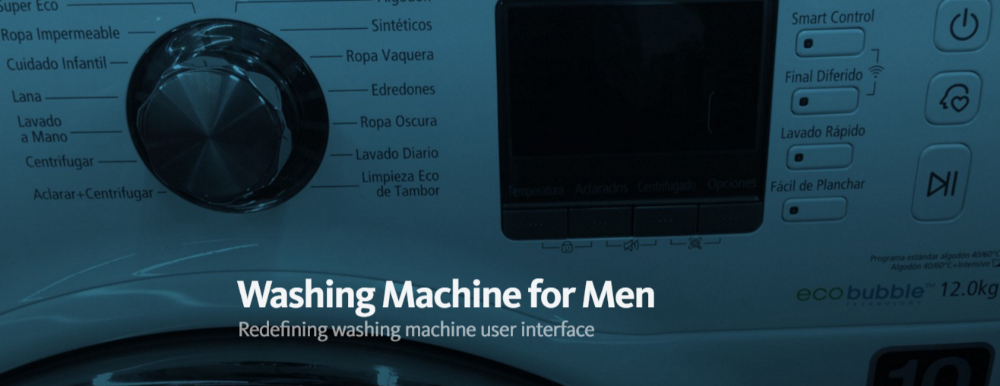 Super Eco
Ropa Impermeable
Cuidado Infantil
Lana
Lavado
a Mano
Centrifugar
Aclarar+Centrifugar
Algodón
Sintéticos
Ropa Vaquera
Edredones
Ropa Oscura
Lavado Diario
Limpieza Eco
de Tambor
Temperatura Aclarados Centrifugado Opciones
Smart Control
Final Diferido
Lavado Rápido
Fácil de Planchar
Programa estándar algodón 40/60°C
Algodón 40/60°C+Intensivo
ecobubble™ 12.0kg
TECHNOLOGY
Washing Machine for Men
Redefining washing machine user interface
10